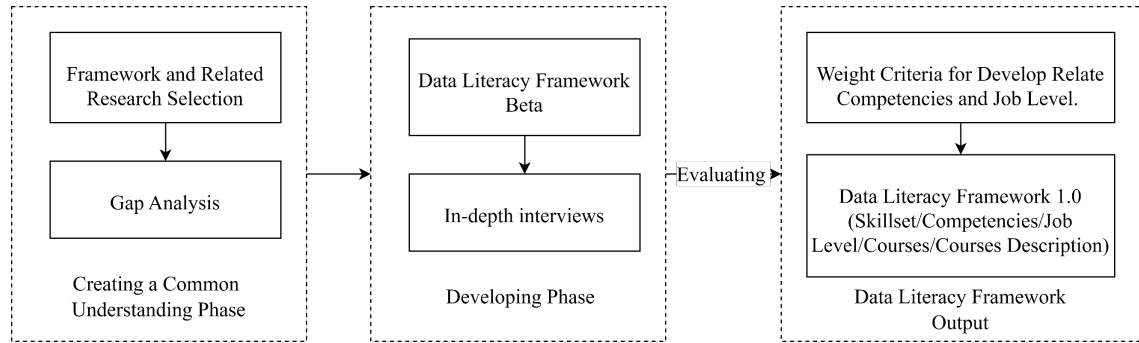 Framework and Related
Research Selection
Gap Analysis
Creating a Common
Understanding Phase
Data Literacy Framework
Beta
In-depth interviews
Developing Phase
Evaluating
Weight Criteria for Develop Relate
Competencies and Job Level.
Data Literacy Framework 1.0
(Skillset/Competencies/Job
Level/Courses/Courses Description)
Data Literacy Framework
Output